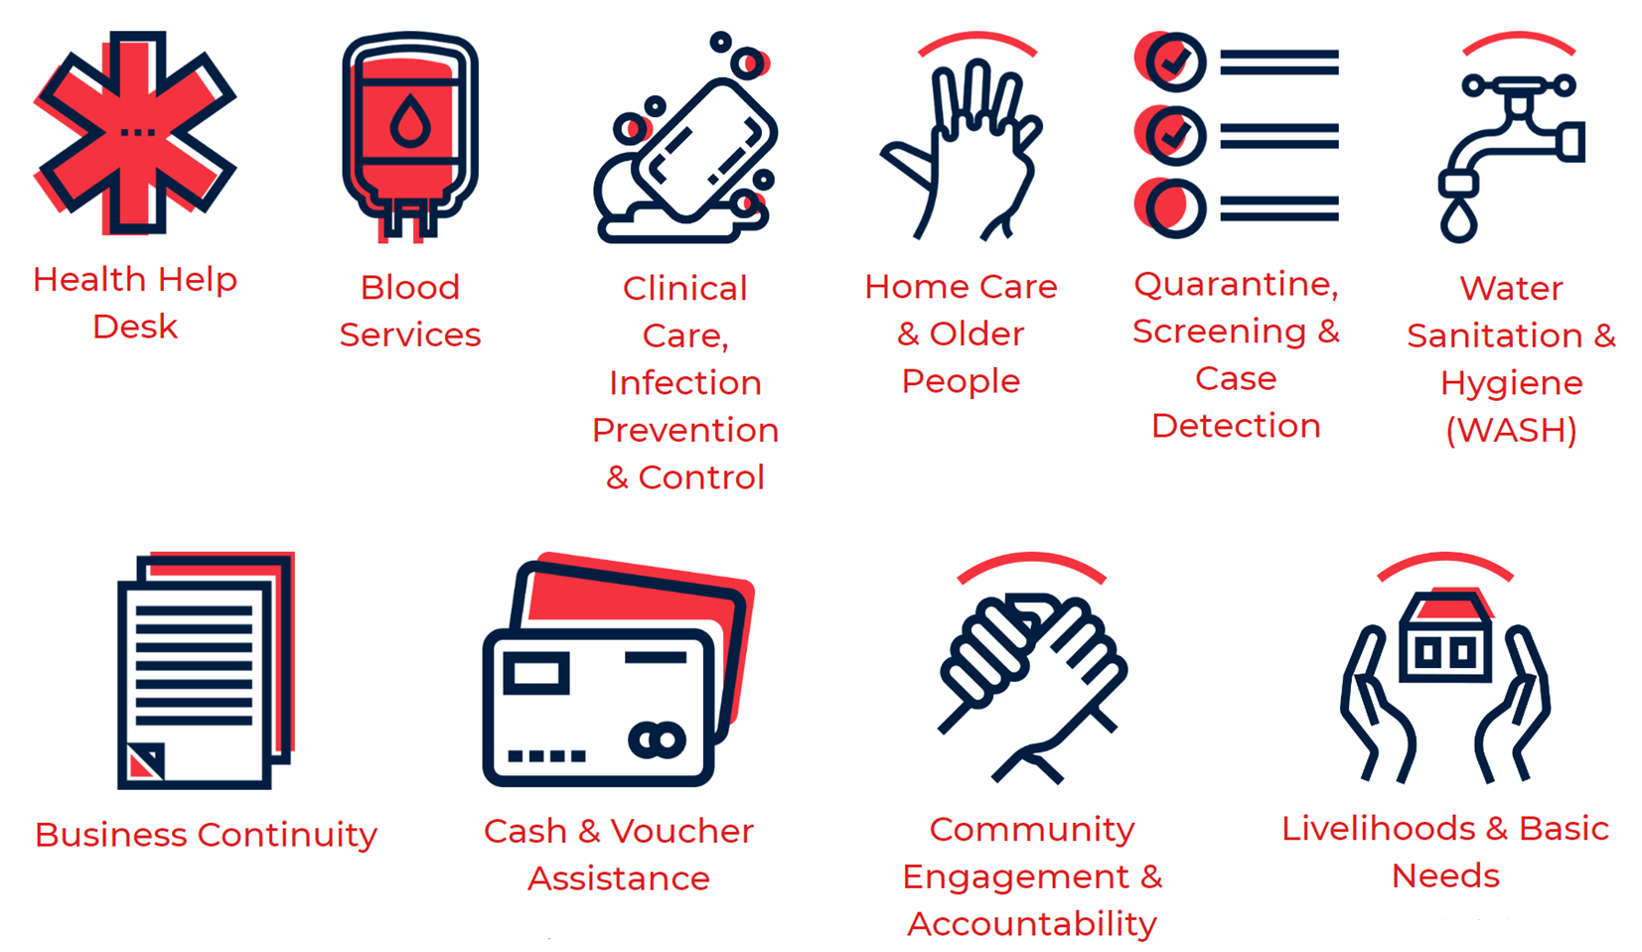 Health Help
Desk
Blood
Services
Clinical
Care,
Infection
Prevention
& Control
Home Care
& Older
People
Quarantine,
Screening &
Case
Detection
Water
Sanitation &
Hygiene
(WASH)
Business Continuity
Cash & Voucher
Assistance
Community
Engagement &
Accountability
Livelihoods & Basic
Needs